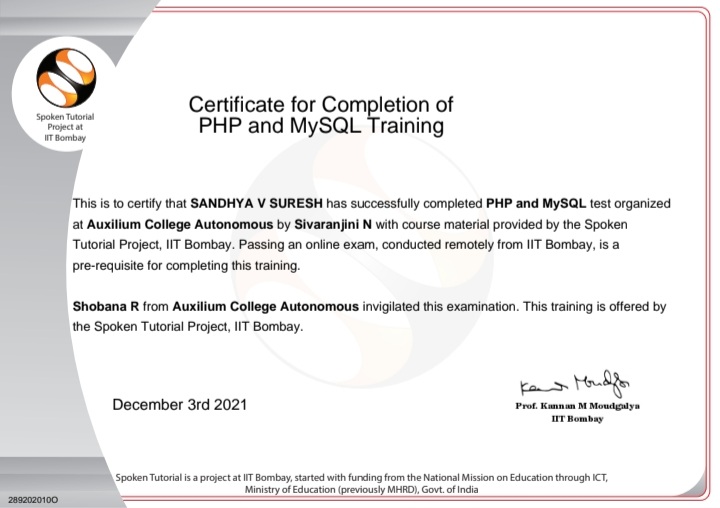 Spoken Tutorial
Project at
IIT Bombay
Certificate for Completion of
PHP and MySQL Training
This is to certify that SANDHYA V SURESH has successfully completed PHP and MySQL test organized
at Auxilium College Autonomous by Sivaranjini N with course material provided by the Spoken
Tutorial Project, IIT Bombay. Passing an online exam, conducted remotely from IIT Bombay, is a
pre-requisite for completing this training.
Shobana R from Auxilium College Autonomous invigilated this examination. This training is offered by
the Spoken Tutorial Project, IIT Bombay.
December 3rd 2021
Prof. Kannan M Moudgalya
IIT Bombay
Spoken Tutorial is a project at IIT Bombay, started with funding from the National Mission on Education through ICT,
Ministry of Education (previously MHRD), Govt. of India
289202010O